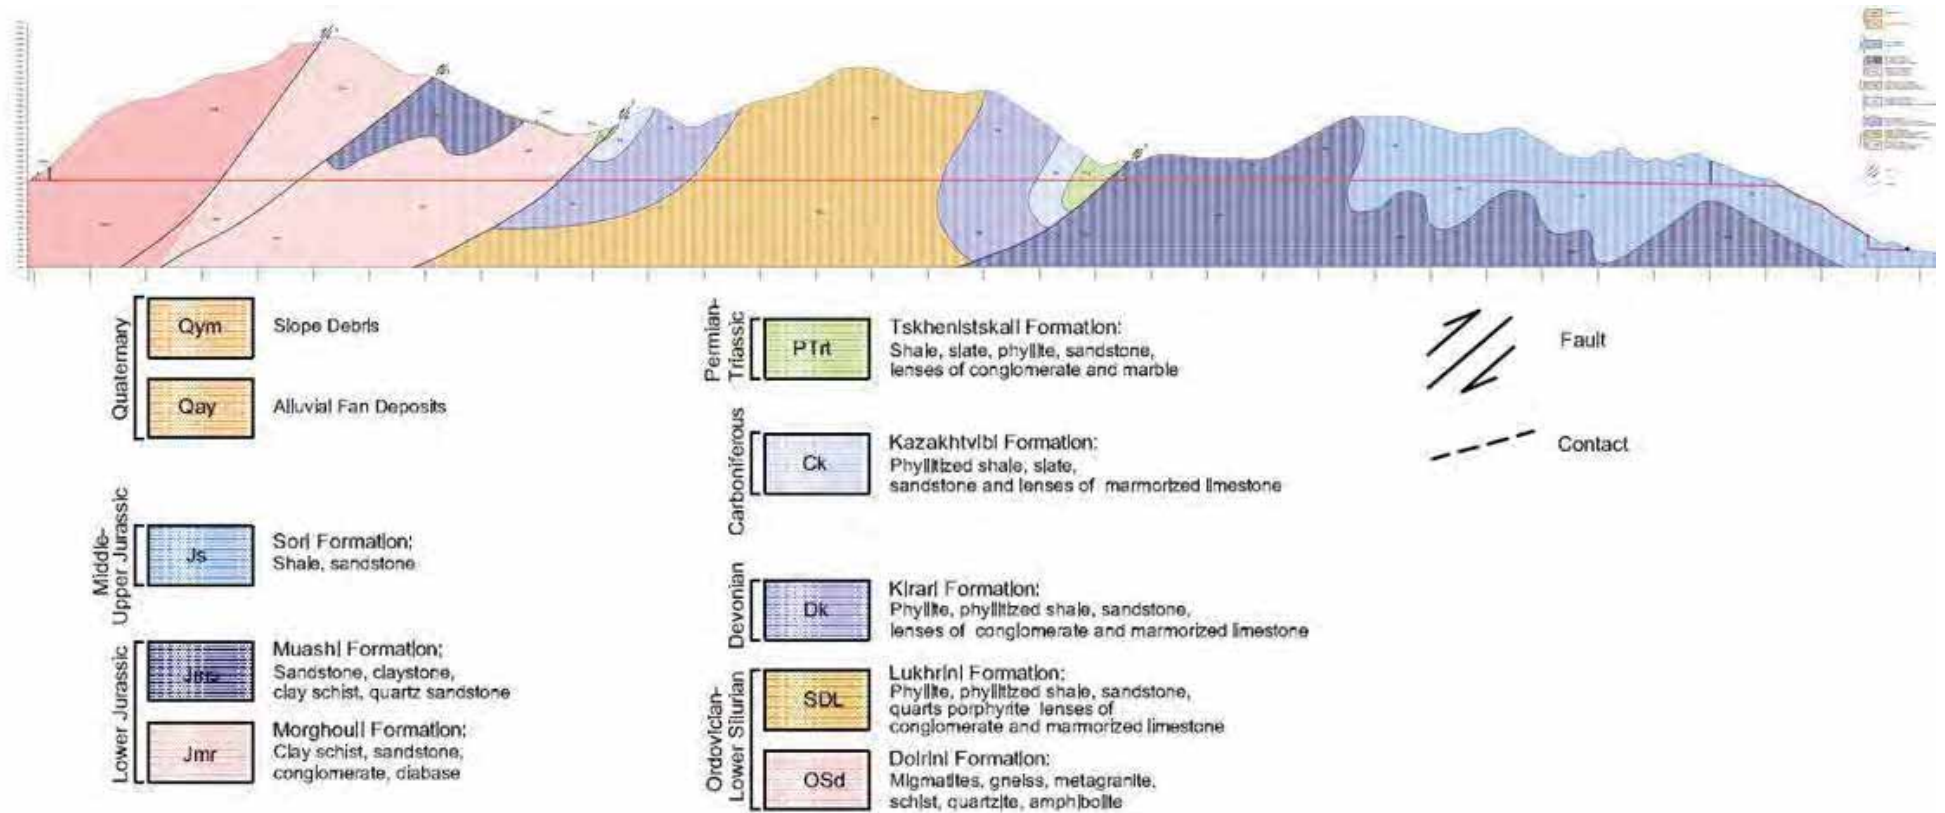 Quaternary
Qym
Slope Debris
Qay
Alluvial Fan Deposits
Middle-
Upper Jurassic
Js
Sori Formation:
Shale, sandstone
Lower Jurassic
Muashi Formation:
Sandstone, claystone,
clay schist, quartz sandstone
Jmr
Morghouli Formation:
Clay schist, sandstone,
conglomerate, diabase
Permian-
Triassic
PTrt
Tskhenistskali Formation:
Shale, slate, phyllite, sandstone,
lenses of conglomerate and marble
Carboniferous
Ck
Kazakhtvibi Formation:
Phyllitized shale, slate,
sandstone and lenses of marmorized limestone
Devonian
Dk
Kirari Formation:
Phyllite, phyllitized shale, sandstone,
lenses of conglomerate and marmorized limestone
Ordovician-
Lower Silurian
SDL
Lukhrini Formation:
Phyllite, phyllitized shale, sandstone,
quarts porphyrite lenses of
conglomerate and marmorized limestone
OSd
Dolrini Formation:
Migmatites, gneiss, metagranite,
schist, quartzite, amphibolite
Fault
Contact